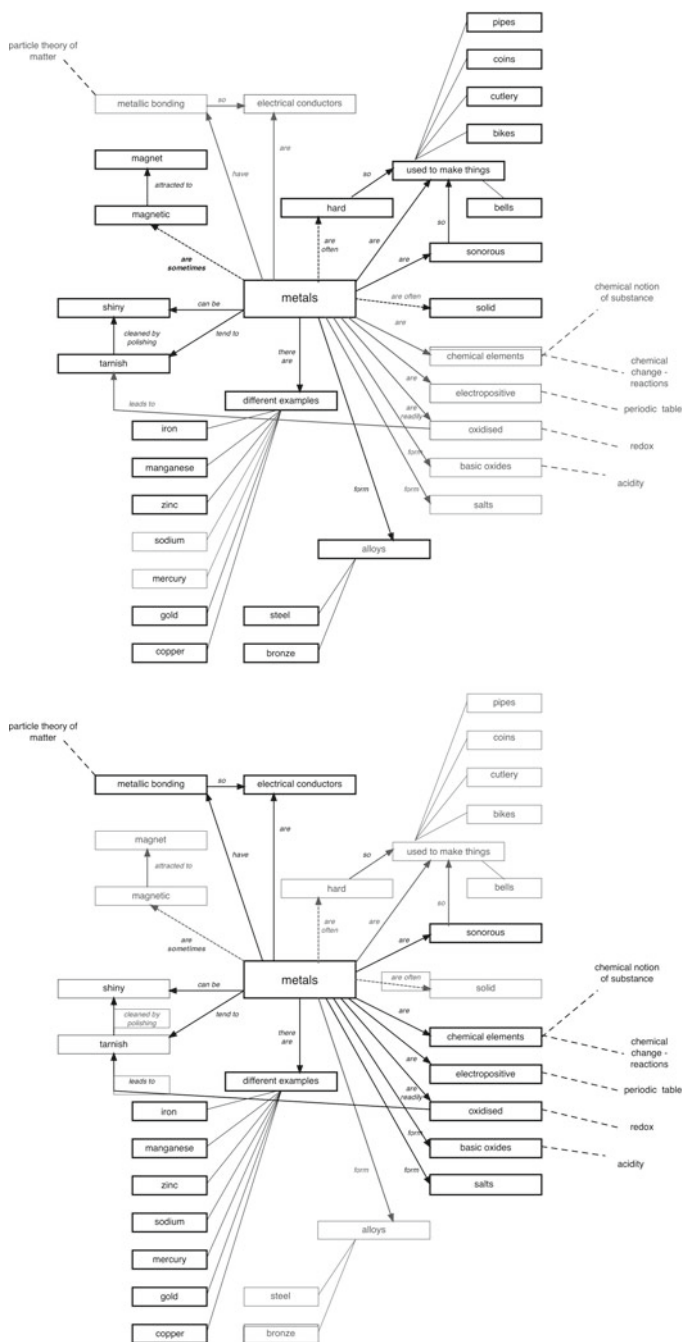 pipes
particle theory of
matter
coins
metallic bonding
so
electrical conductors
cutlery
are
bikes
magnet
have
so
used to make things
attracted to
hard
bells
magnetic
are
often
are
so
are
sometimes
are
sonorous
metals
chemical notion
of substance
shiny
can be
are often
solid
cleaned by
polishing
tend to
there
are
are
chemical elements
chemical
change -
reactions
tarnish
are
electropositive
periodic table
leads to
different examples
are
readily
oxidised
redox
iron
manganese
form
form
basic oxides
acidity
zinc
form
salts
sodium
alloys
mercury
gold
steel
copper
bronze
pipes
particle theory of
matter
coins
metallic bonding
so
electrical conductors
cutlery
are
bikes
magnet
have
so
used to make things
attracted to
hard
bells
magnetic
are
often
are
so
are
sometimes
are
sonorous
metals
chemical notion
of substance
shiny
can be
are often
solid
cleaned by
polishing
tend to
there
are
are
chemical elements
chemical
change -
reactions
tarnish
are
electropositive
periodic table
leads to
different examples
are
readily
oxidised
redox
iron
manganese
form
basic oxides
acidity
zinc
form
form
salts
sodium
alloys
mercury
gold
steel
copper
bronze